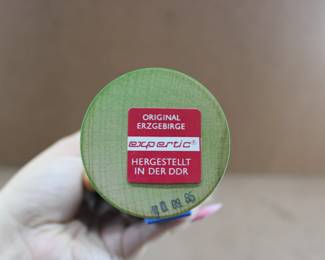 ORIGINAL
ERZGEBIRGE
expertic®
HERGESTELLT
IN DER DDR